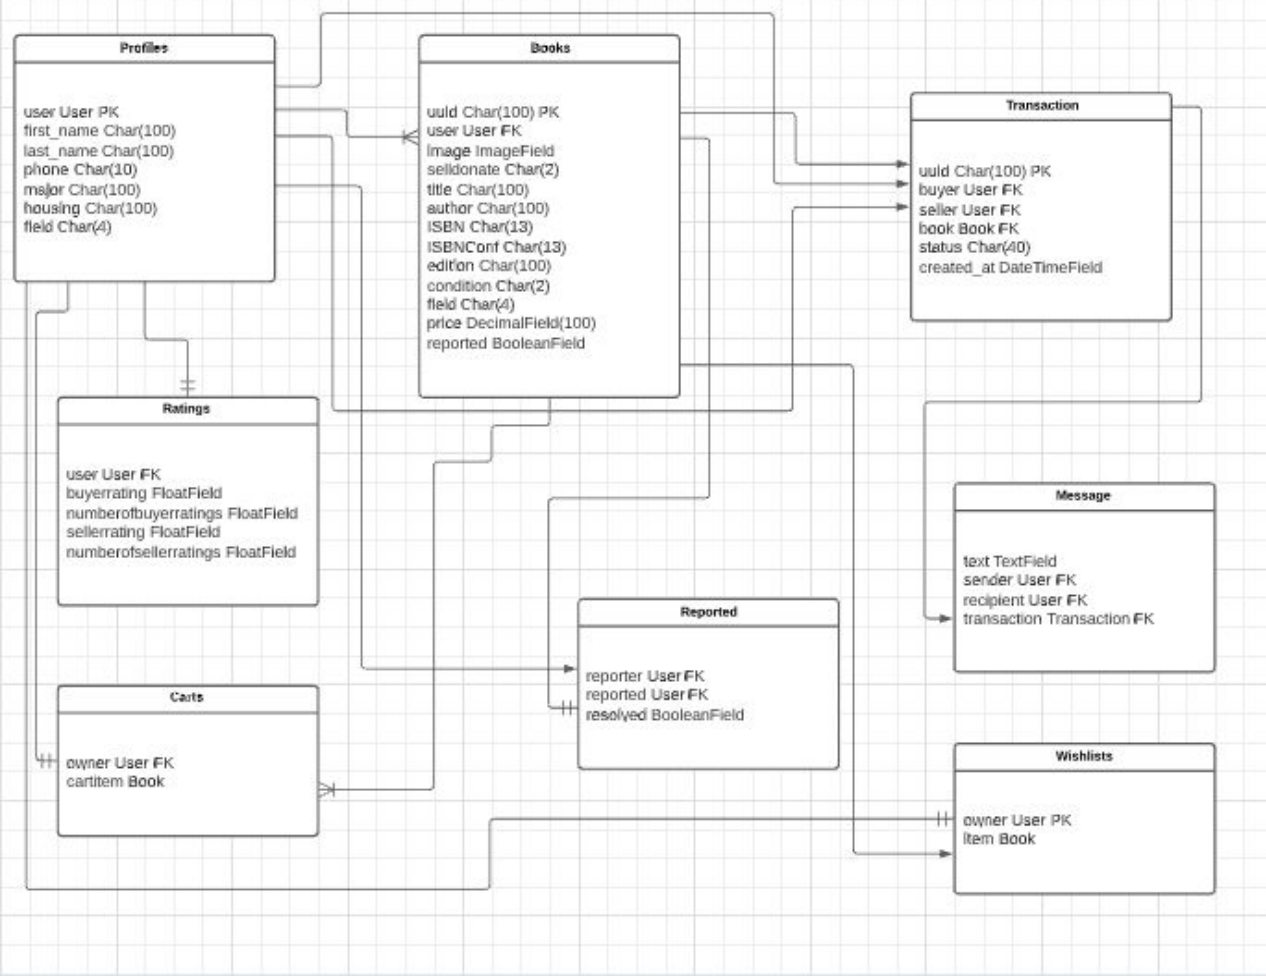 Profiles
user User PK
first_name Char(100)
last_name Char(100)
phone Char(10)
major Char(100)
housing Char(100)
field Char(4)
Books
uuid Char(100) PK
user User FK
image ImageField
selldonate Char(2)
title Char(100)
author Char(100)
ISBN Char(13)
ISBNConf Char(13)
edition Char(100)
condition Char(2)
field Char(4)
price DecimalField(100)
reported BooleanField
Transaction
uuid Char(100) PK
buyer User FK
seller User FK
book Book FK
status Char(40)
created_at DateTimeField
Ratings
user User FK
buyerrating FloatField
numberofbuyerratings FloatField
sellerrating FloatField
numberofsellerratings FloatField
Message
text TextField
sender User FK
recipient User FK
transaction Transaction FK
Reported
reporter User FK
reported User FK
resolved BooleanField
Carts
owner User FK
cartitem Book
Wishlists
owner User PK
item Book